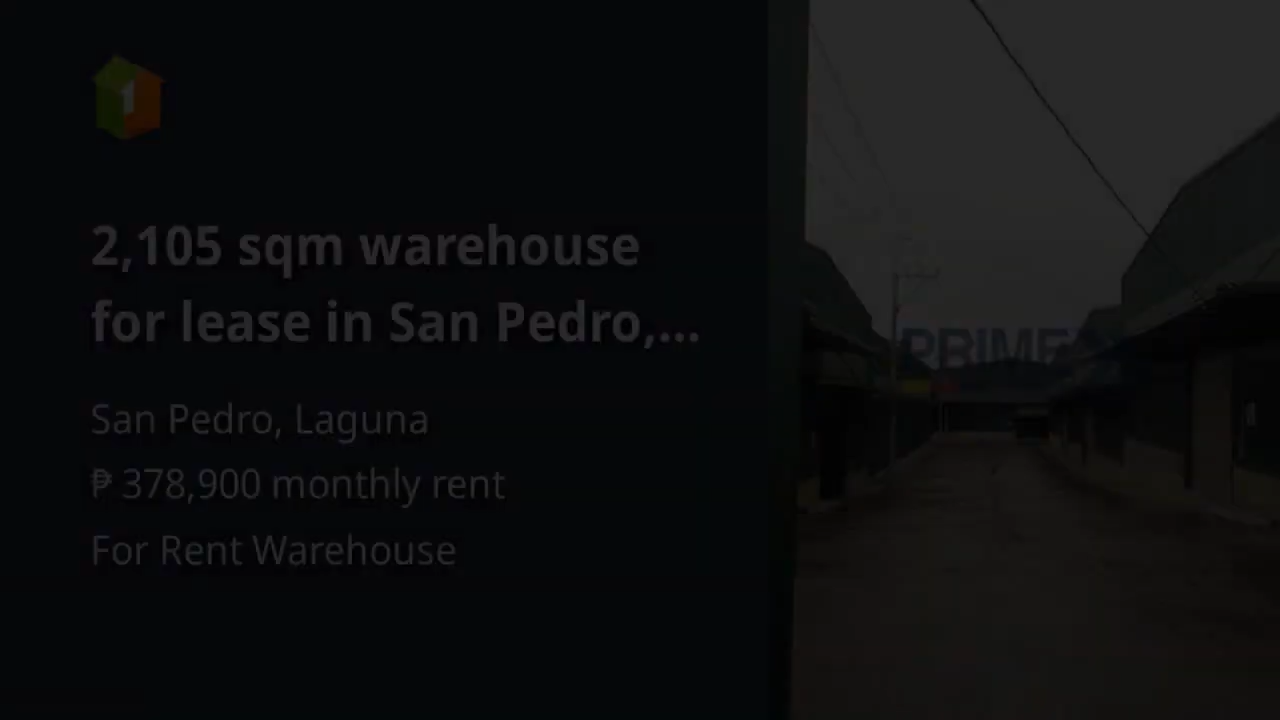 1
2,105 sqm warehouse
for lease in San Pedro,...
San Pedro, Laguna
₱ 378,900 monthly rent
For Rent Warehouse